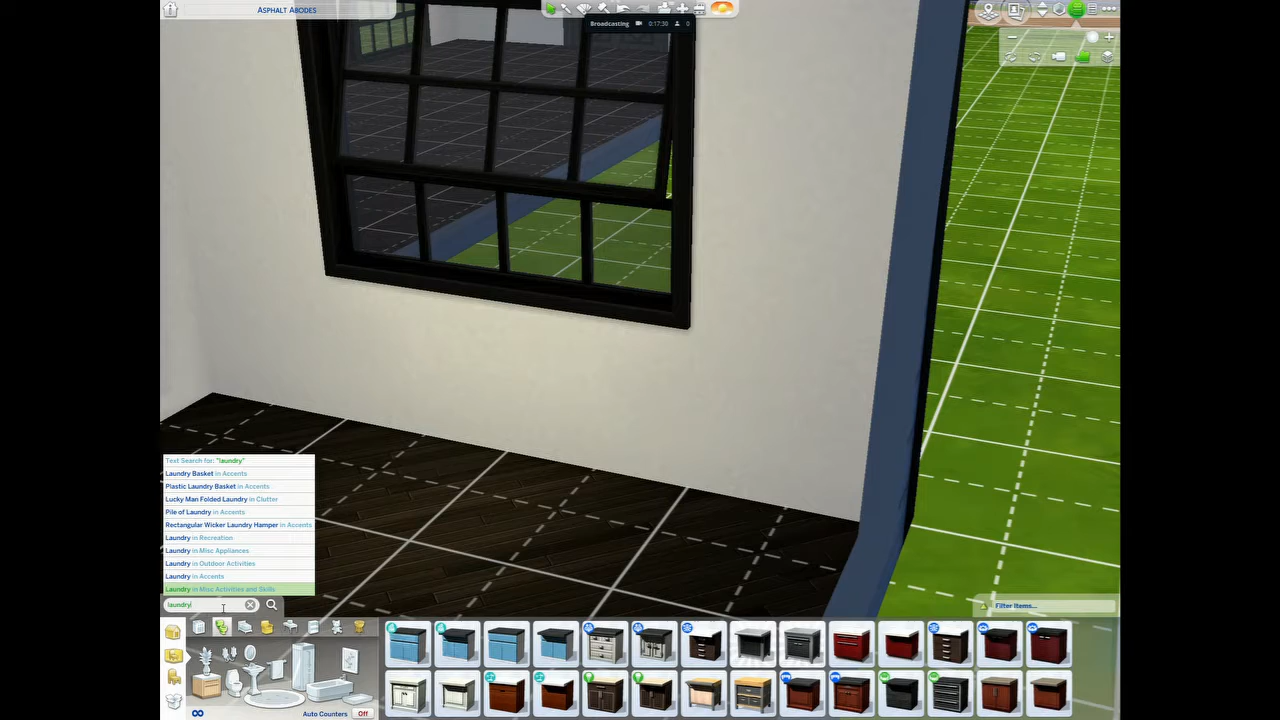 ASPHALT ABODES
Broadcasting 0:17:30 0
Text Search for: "laundry"
Laundry Basket in Accents
Plastic Laundry Basket in Accents
Lucky Man Folded Laundry in Clutter
Pile of Laundry in Accents
Rectangular Wicker Laundry Hamper in Accents
Laundry in Recreation
Laundry in Misc Appliances
Laundry in Outdoor Activities
Laundry in Accents
Laundry in Misc Activities and Skills
laundry
Filter Items...
Auto Counters Off